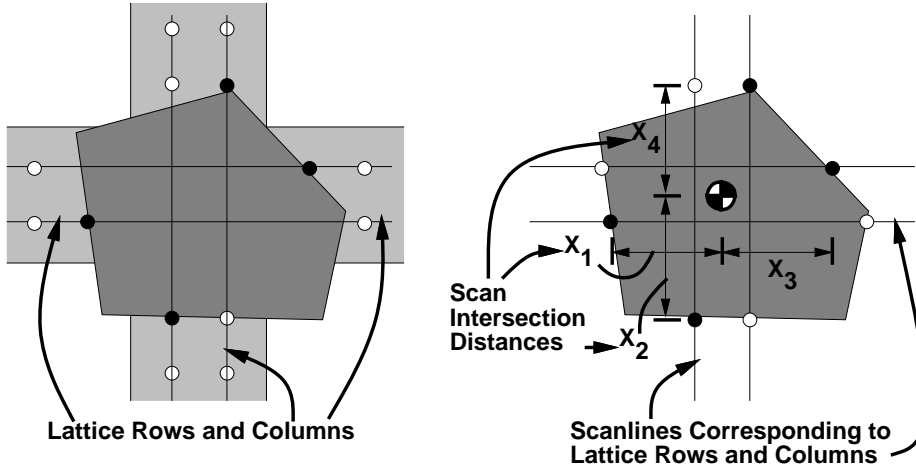 X4
X1
X3
Scan
Intersection
Distances
X2
Lattice Rows and Columns
Scanlines Corresponding to
Lattice Rows and Columns